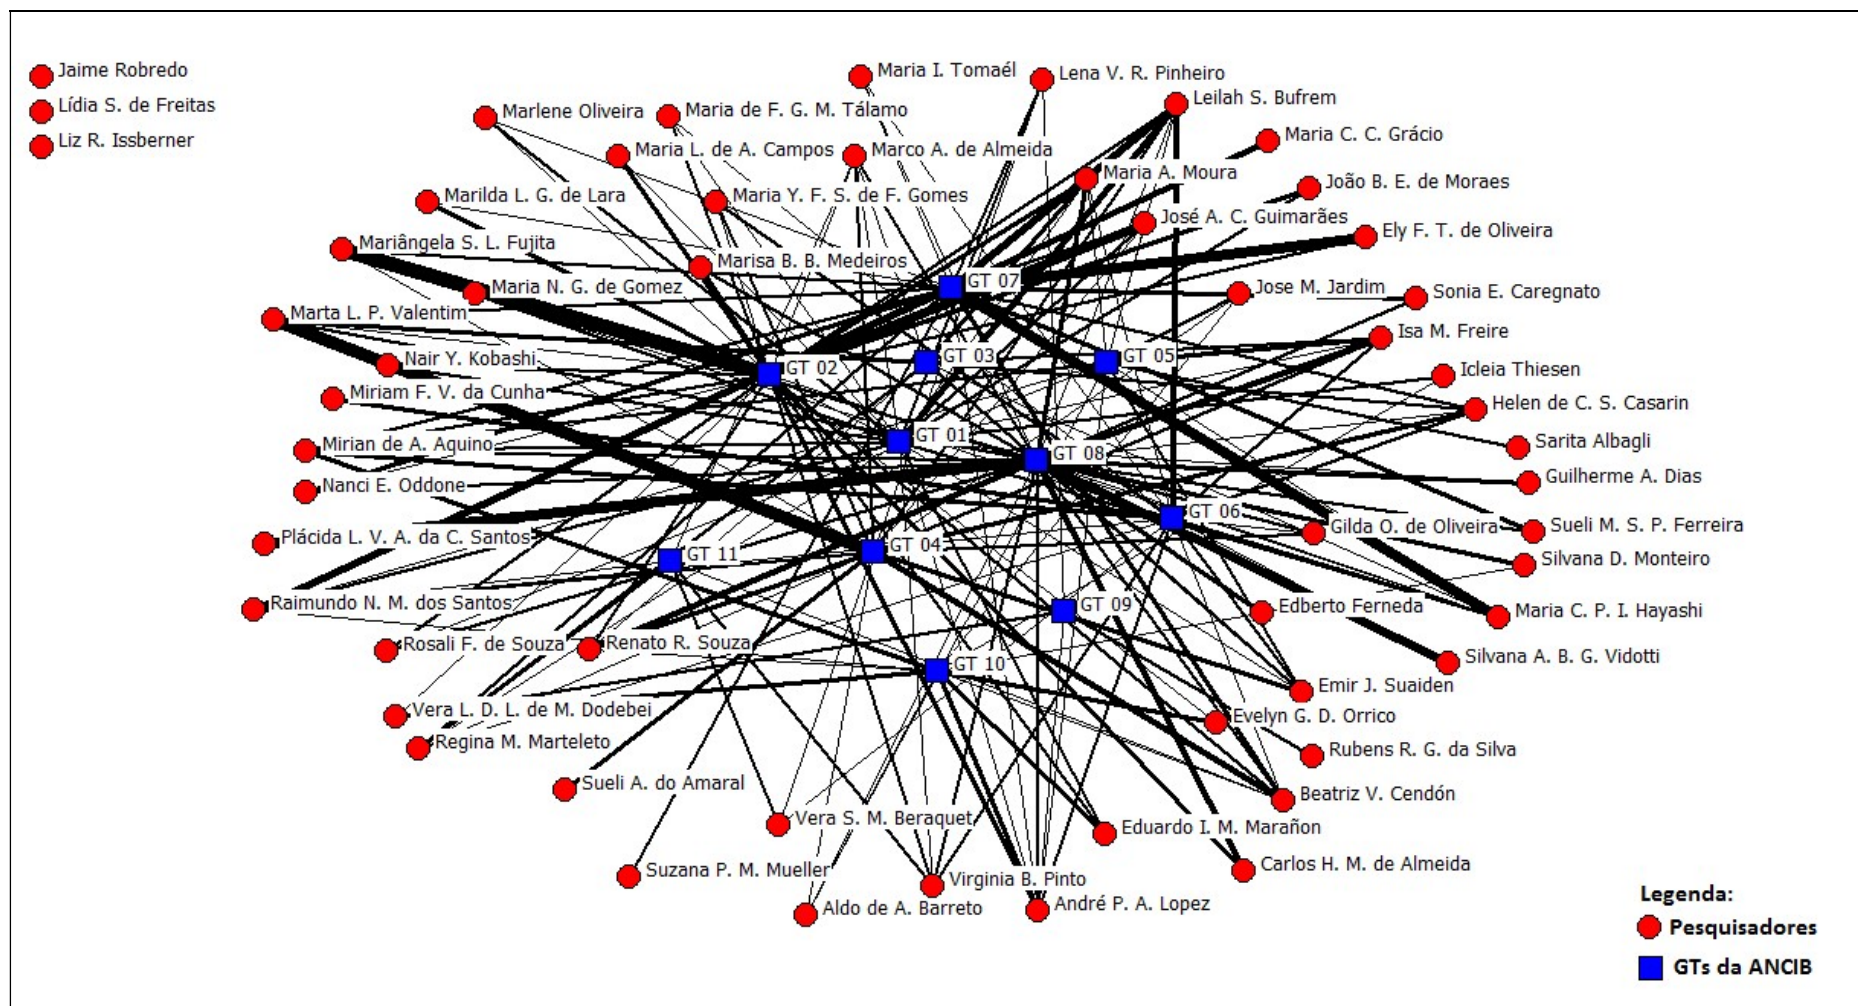 Jaime Robredo
Lídia S. de Freitas
Liz R. Issberner
Maria I. Tomaél
Lena V. R. Pinheiro
Leilah S. Bufrem
Marlene Oliveira
Maria de F. G. M. Tálamo
Maria C. C. Grácio
Maria L. de A. Campos
Marco A. de Almeida
Maria A. Moura
João B. E. de Moraes
Marilda L. G. de Lara
Maria Y. F. S. de F. Gomes
José A. C. Guimarães
Ely F. T. de Oliveira
Mariângela S. L. Fujita
Marisa B. B. Medeiros
GT 07
Maria N. G. de Gomez
Jose M. Jardim
Sonia E. Caregnato
Marta L. P. Valentim
Isa M. Freire
Nair Y. Kobashi
GT 02
GT 03
GT 05
Icleia Thiesen
Miriam F. V. da Cunha
Helen de C. S. Casarin
Mirian de A. Aquino
GT 01
GT 08
Sarita Albagli
Guilherme A. Dias
Nanci E. Oddone
GT 06
Gilda O. de Oliveira
Sueli M. S. P. Ferreira
Plácida L. V. A. da C. Santos
GT 11
GT 04
Silvana D. Monteiro
Raimundo N. M. dos Santos
GT 09
Edberto Ferneda
Maria C. P. I. Hayashi
Rosali F. de Souza
Renato R. Souza
GT 10
Silvana A. B. G. Vidotti
Emir J. Suaiden
Vera L. D. L. de M. Dodebei
Evelyn G. D. Orrico
Regina M. Marteleto
Rubens R. G. da Silva
Sueli A. do Amaral
Beatriz V. Cendón
Vera S. M. Beraquet
Eduardo I. M. Marañon
Suzana P. M. Mueller
Carlos H. M. de Almeida
Virginia B. Pinto
Aldo de A. Barreto
André P. A. Lopez
Legenda:
Pesquisadores
GTs da ANCIB